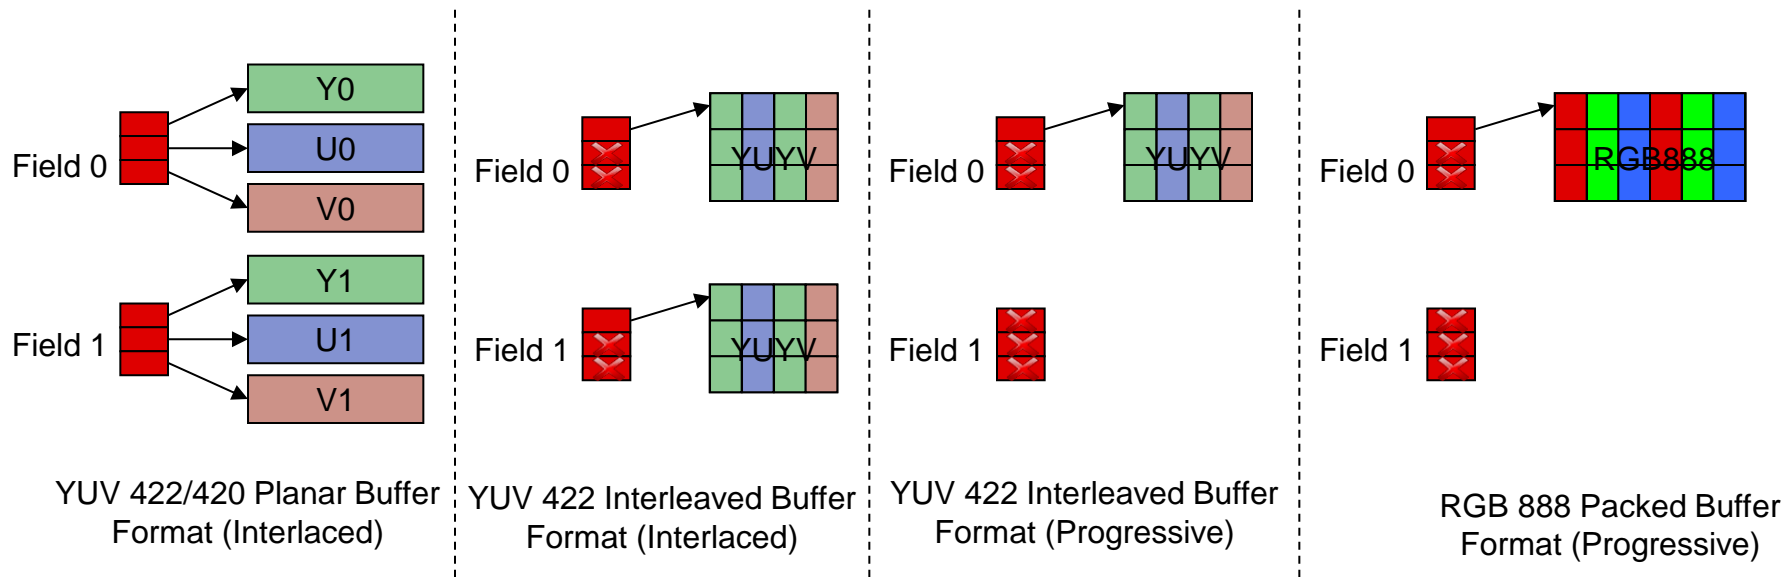 Field 0
Y0
U0
V0
Field 1
Y1
U1
V1
YUV 422/420 Planar Buffer
Format (Interlaced)
Field 0
YUYV
Field 1
YUYV
YUV 422 Interleaved Buffer
Format (Interlaced)
Field 0
YUYV
Field 1
YUV 422 Interleaved Buffer
Format (Progressive)
Field 0
RGB888
Field 1
RGB 888 Packed Buffer
Format (Progressive)